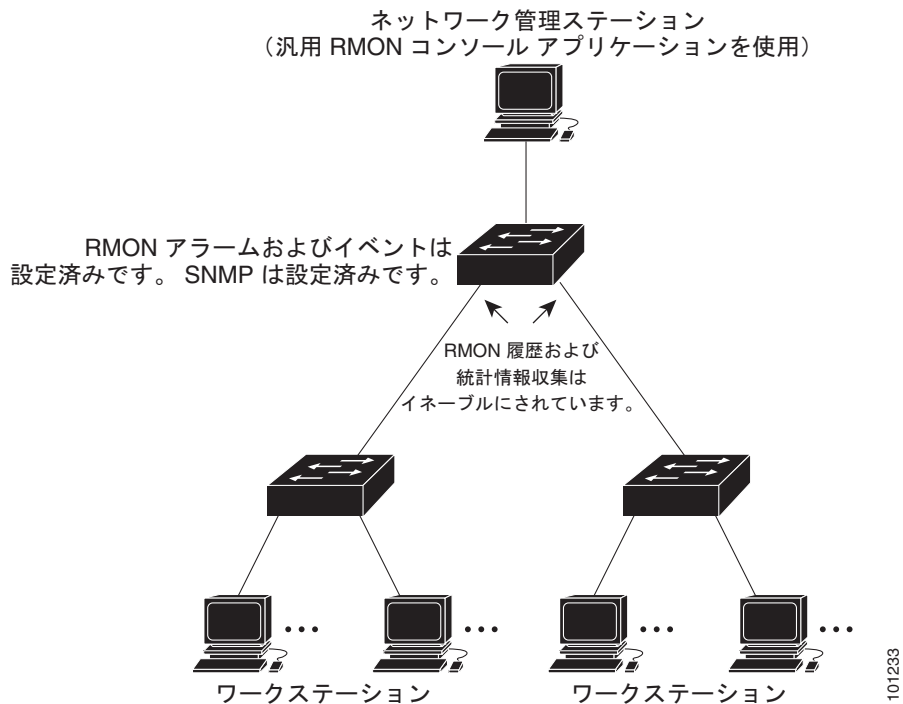 ネットワーク管理ステーション
（汎用 RMON コンソール アプリケーションを使用）
RMON アラームおよびイベントは
設定済みです。 SNMP は設定済みです。
RMON 履歴および
統計情報収集は
イネーブルにされています。
ワークステーション
ワークステーション
101233